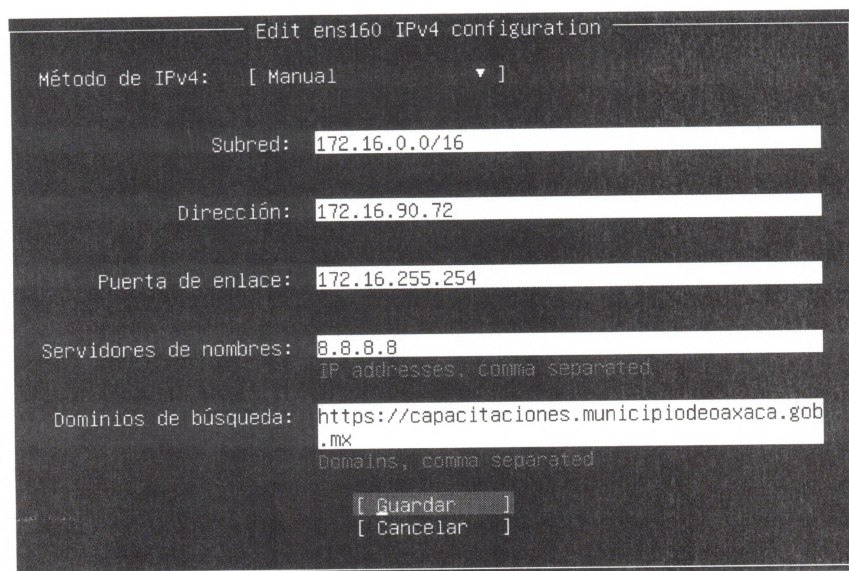 Edit ens160 IPv4 configuration
Método de IPv4: [ Manual ▼ ]
Subred: 172.16.0.0/16
Dirección: 172.16.90.72
Puerta de enlace: 172.16.255.254
Servidores de nombres: 8.8.8.8
IP addresses, comma separated
Dominios de búsqueda: https://capacitaciones.municipiodeoaxaca.gob
.mx
Domains, comma separated
[ Guardar ]
[ Cancelar ]